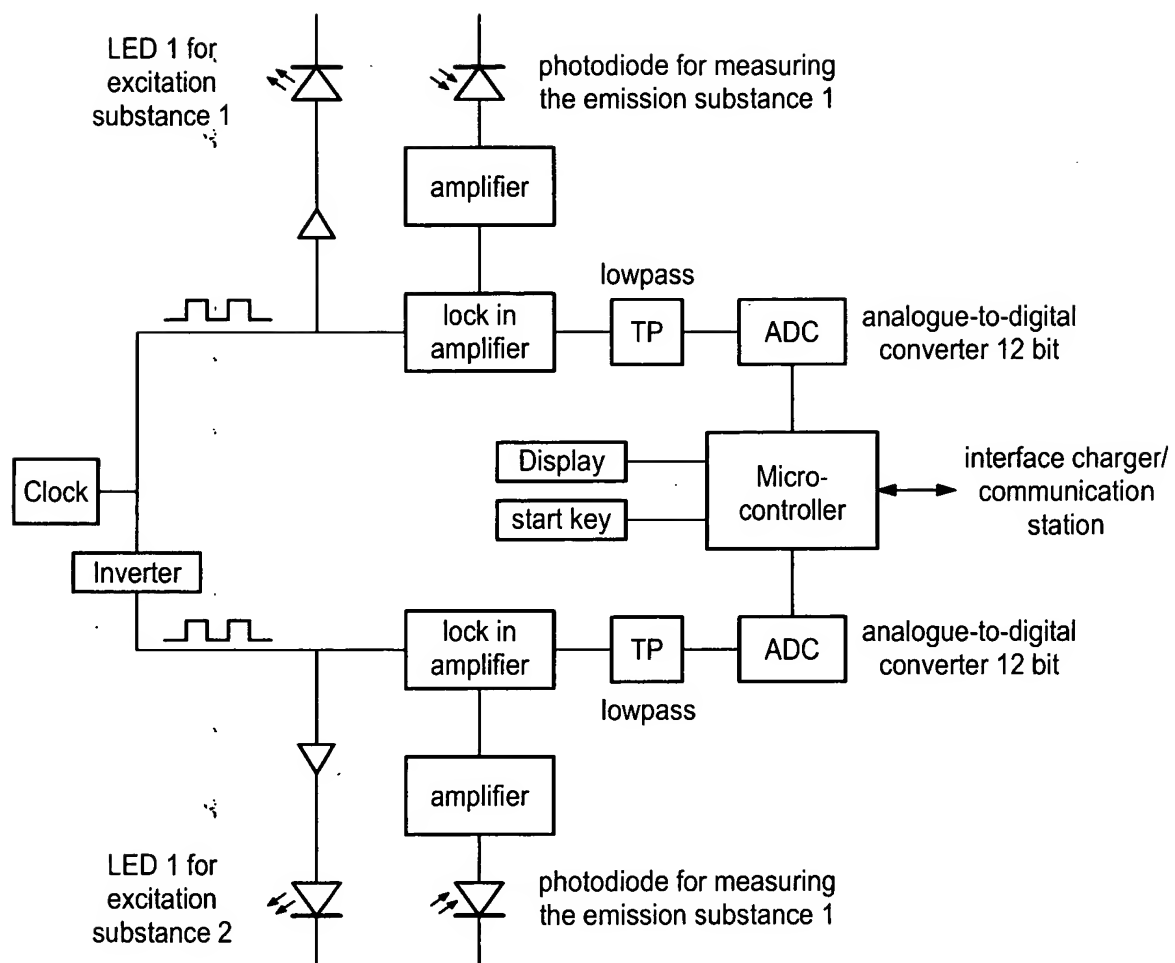 LED 1 for
excitation
substance 1
photodiode for measuring
the emission substance 1
amplifier
lock in
amplifier
lowpass
TP
ADC
analogue-to-digital
converter 12 bit
Clock
Inverter
Display
start key
Micro-
controller
interface charger/
communication
station
lock in
amplifier
TP
lowpass
ADC
analogue-to-digital
converter 12 bit
amplifier
LED 1 for
excitation
substance 2
photodiode for measuring
the emission substance 1